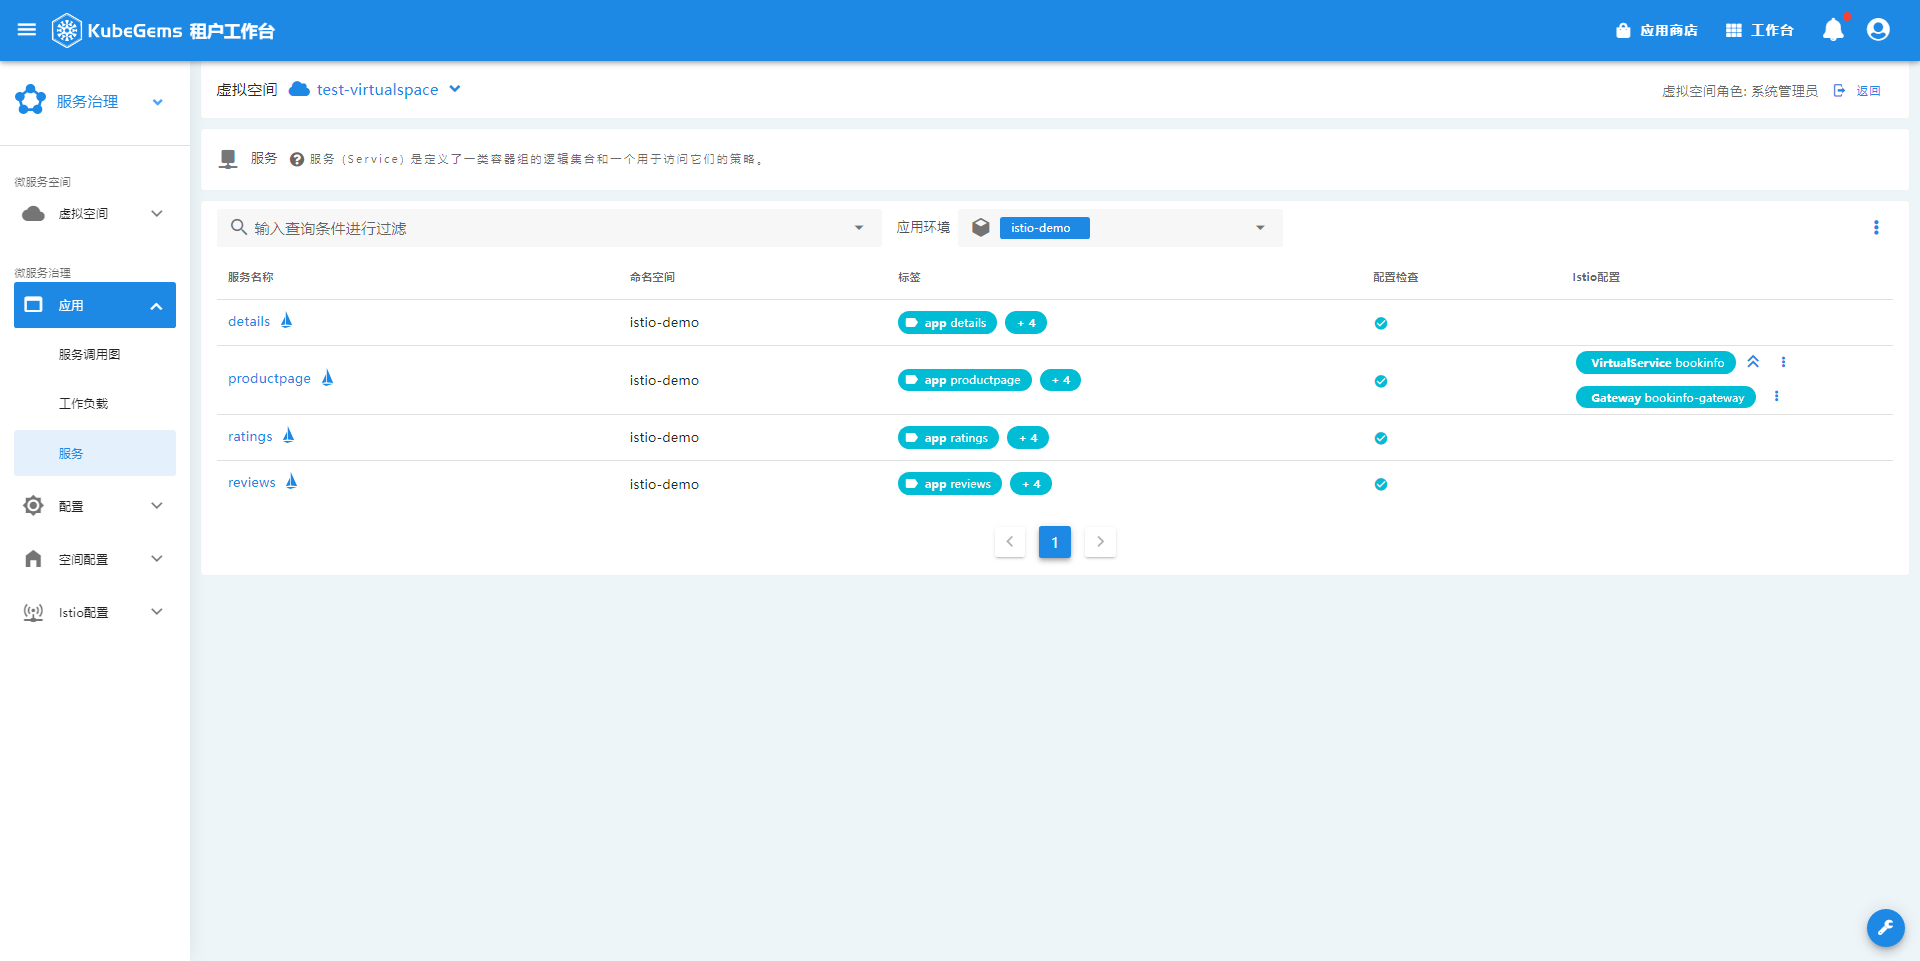 KubeGems 租户工作台
应用商店
工作台
服务治理
虚拟空间 test-virtualspace
虚拟空间角色: 系统管理员 返回
微服务空间
虚拟空间
微服务治理
应用
服务调用图
工作负载
服务
配置
空间配置
Istio配置
服务 服务 (Service) 是定义了一类容器组的逻辑集合和一个用于访问它们的策略。
输入查询条件进行过滤 应用环境 istio-demo
服务名称 命名空间 标签 配置检查 Istio配置
details istio-demo app details + 4
productpage istio-demo app productpage + 4 VirtualService bookinfo
Gateway bookinfo-gateway
ratings istio-demo app ratings + 4
reviews istio-demo app reviews + 4
1